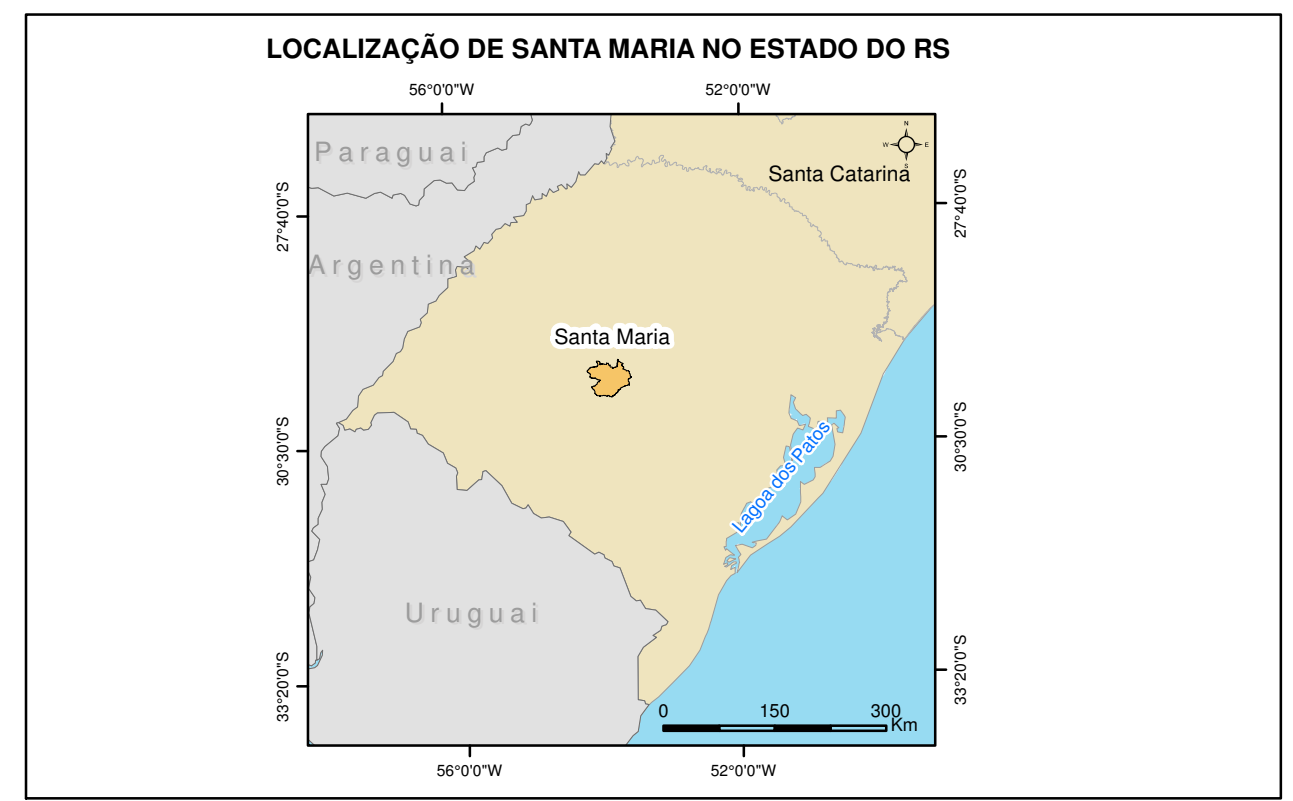 LOCALIZAÇÃO DE SANTA MARIA NO ESTADO DO RS
56°0'0"W
52°0'0"W
N
W
E
S
Paraguai
Santa Catarina
27°40'0"S
27°40'0"S
Argentina
Santa Maria
30°30'0"S
30°30'0"S
Lagoa dos Patos
Uruguai
33°20'0"S
33°20'0"S
0 150 300
Km
56°0'0"W
52°0'0"W